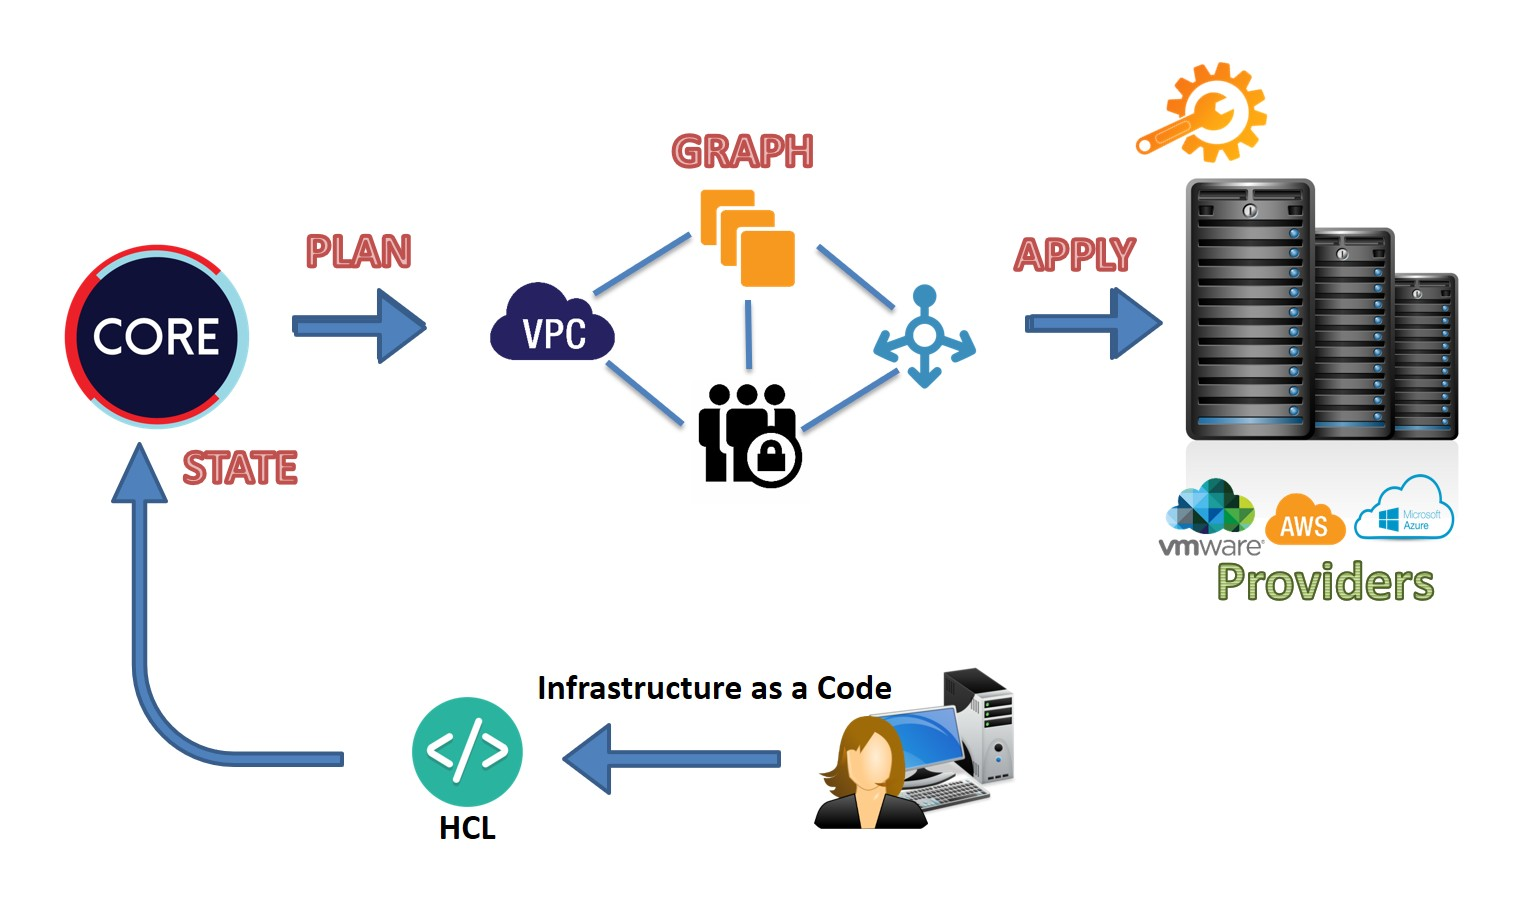 GRAPH
PLAN
APPLY
CORE
VPC
STATE
vmware®
AWS
Microsoft
Azure
Providers
Infrastructure as a Code
</>
HCL